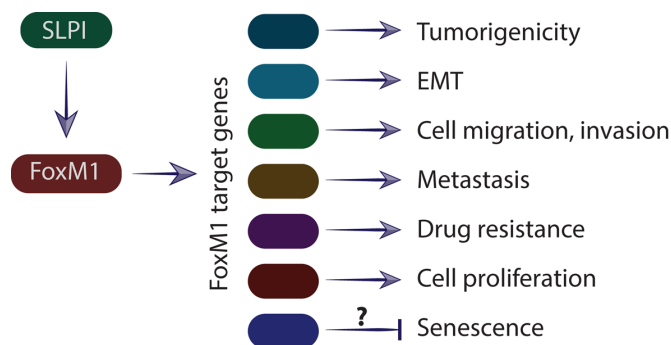 SLPI
FoxM1
FoxM1 target genes
Tumorigenicity
EMT
Cell migration, invasion
Metastasis
Drug resistance
Cell proliferation
?
Senescence